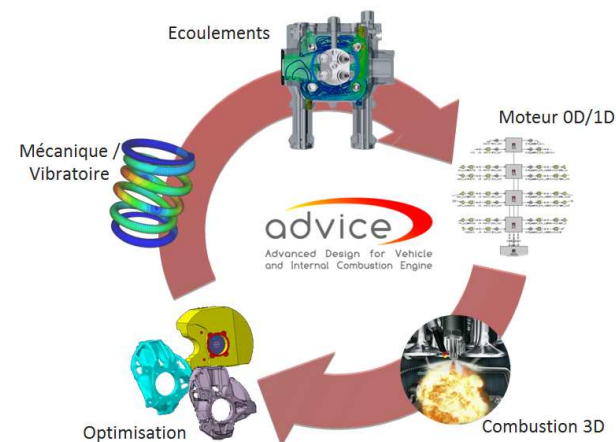 Ecoulements
Moteur 0D/1D
Mécanique /
Vibratoire
advice
Advanced Design for Vehicle
and Internal Combustion Engine
Combustion 3D
Optimisation